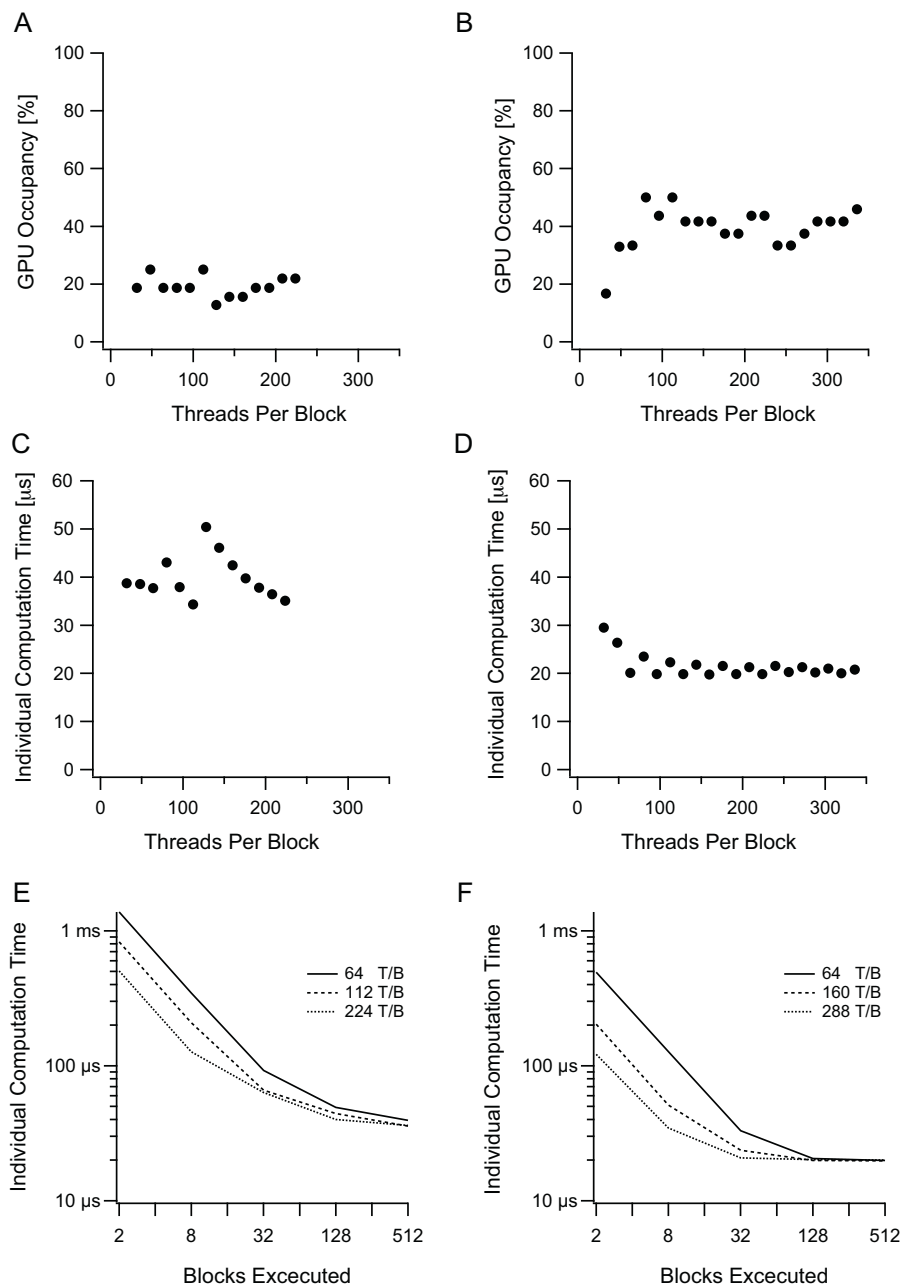 A
GPU Occupancy [%]
100
80
60
40
20
0
0 100 200 300
Threads Per Block
B
GPU Occupancy [%]
100
80
60
40
20
0
0 100 200 300
Threads Per Block
C
Individual Computation Time [µs]
60
50
40
30
20
10
0
0 100 200 300
Threads Per Block
D
Individual Computation Time [µs]
60
50
40
30
20
10
0
0 100 200 300
Threads Per Block
E
Individual Computation Time
1 ms
100 µs
10 µs
64 T/B
112 T/B
224 T/B
2 8 32 128 512
Blocks Excecuted
F
Individual Computation Time
1 ms
100 µs
10 µs
64 T/B
160 T/B
288 T/B
2 8 32 128 512
Blocks Excecuted